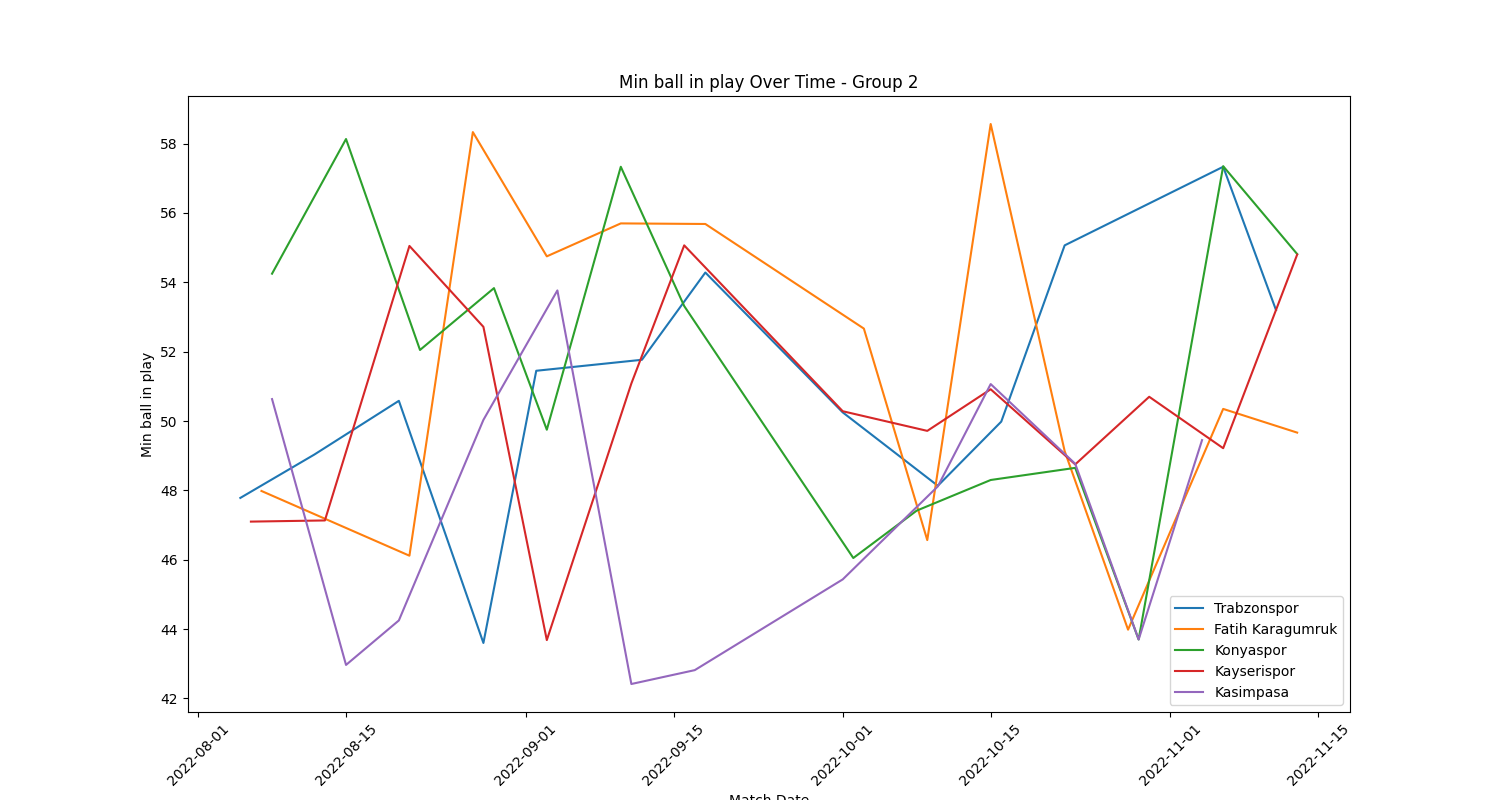 Min ball in play Over Time - Group 2
Min ball in play
58
56
54
52
50
48
46
44
42
2022-08-01
2022-08-15
2022-09-01
2022-09-15
2022-10-01
2022-10-15
2022-11-01
2022-11-15
Match Date
Trabzonspor
Fatih Karagumruk
Konyaspor
Kayserispor
Kasimpasa